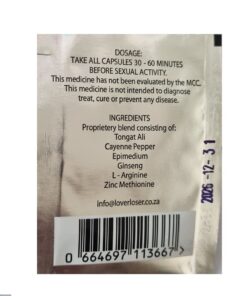 DOSAGE:
TAKE ALL CAPSULES 30 - 60 MINUTES
BEFORE SEXUAL ACTIVITY.
This medicine has not been evaluated by the MCC.
This medicine is not intended to diagnose
treat, cure or prevent any disease.
INGREDIENTS
Proprietery blend consisting of:
Tongat Ali
Cayenne Pepper
Epimedium
Ginseng
L - Arginine
Zinc Methionine
info@loverloser.co.za
0 664697 113667
2026-12-31